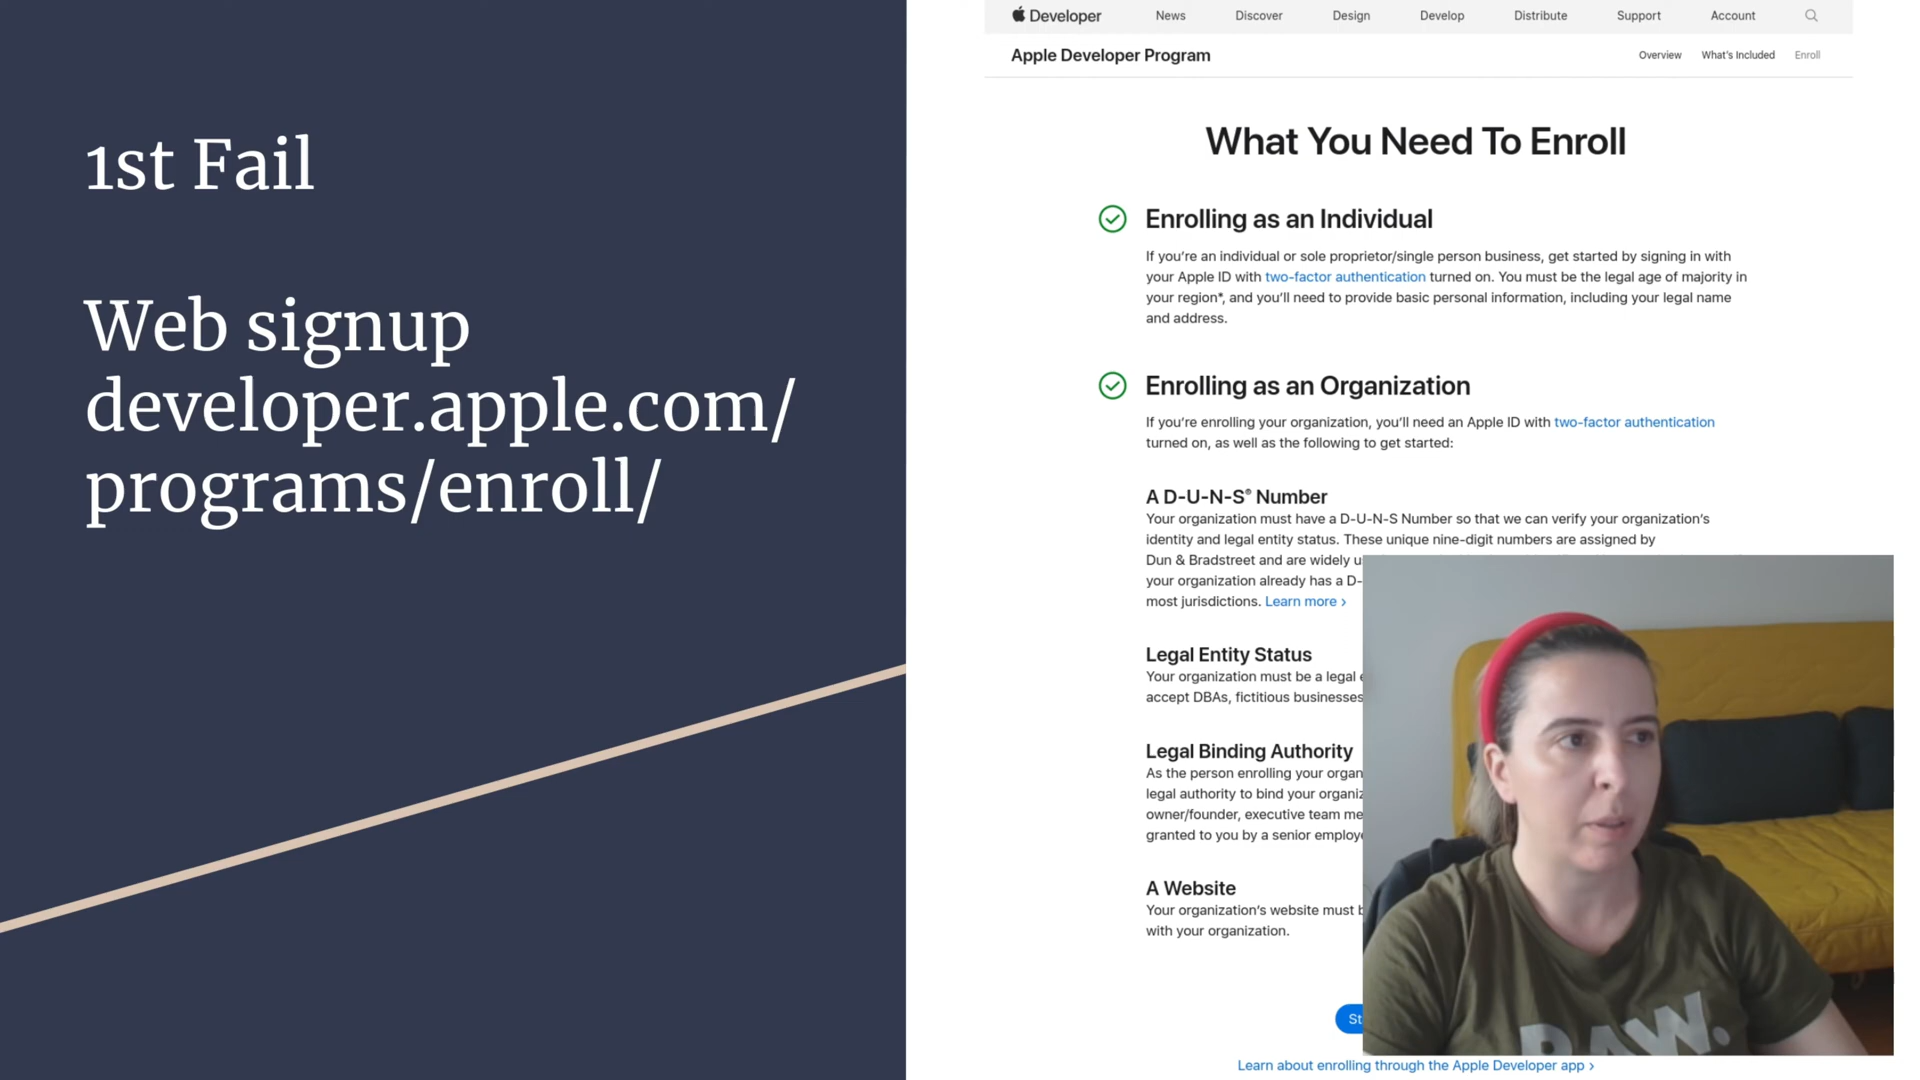 1st Fail
Web signup
developer.apple.com/
programs/enroll/
Developer
News
Discover
Design
Develop
Distribute
Support
Account
Apple Developer Program
Overview
What's Included
Enroll
What You Need To Enroll
Enrolling as an Individual
If you're an individual or sole proprietor/single person business, get started by signing in with
your Apple ID with two-factor authentication turned on. You must be the legal age of majority in
your region*, and you'll need to provide basic personal information, including your legal name
and address.
Enrolling as an Organization
If you're enrolling your organization, you'll need an Apple ID with two-factor authentication
turned on, as well as the following to get started:
A D-U-N-S® Number
Your organization must have a D-U-N-S Number so that we can verify your organization's
identity and legal entity status. These unique nine-digit numbers are assigned by
Dun & Bradstreet and are widely
your organization already has a D-
most jurisdictions. Learn more ›
Legal Entity Status
Your organization must be a legal
accept DBAs, fictitious businesses
Legal Binding Authority
As the person enrolling your
legal authority to bind your
owner/founder, executive team
granted to you by a senior
A Website
Your organization's website must
with your organization.
Learn about enrolling through the Apple Developer app ›
RAW.